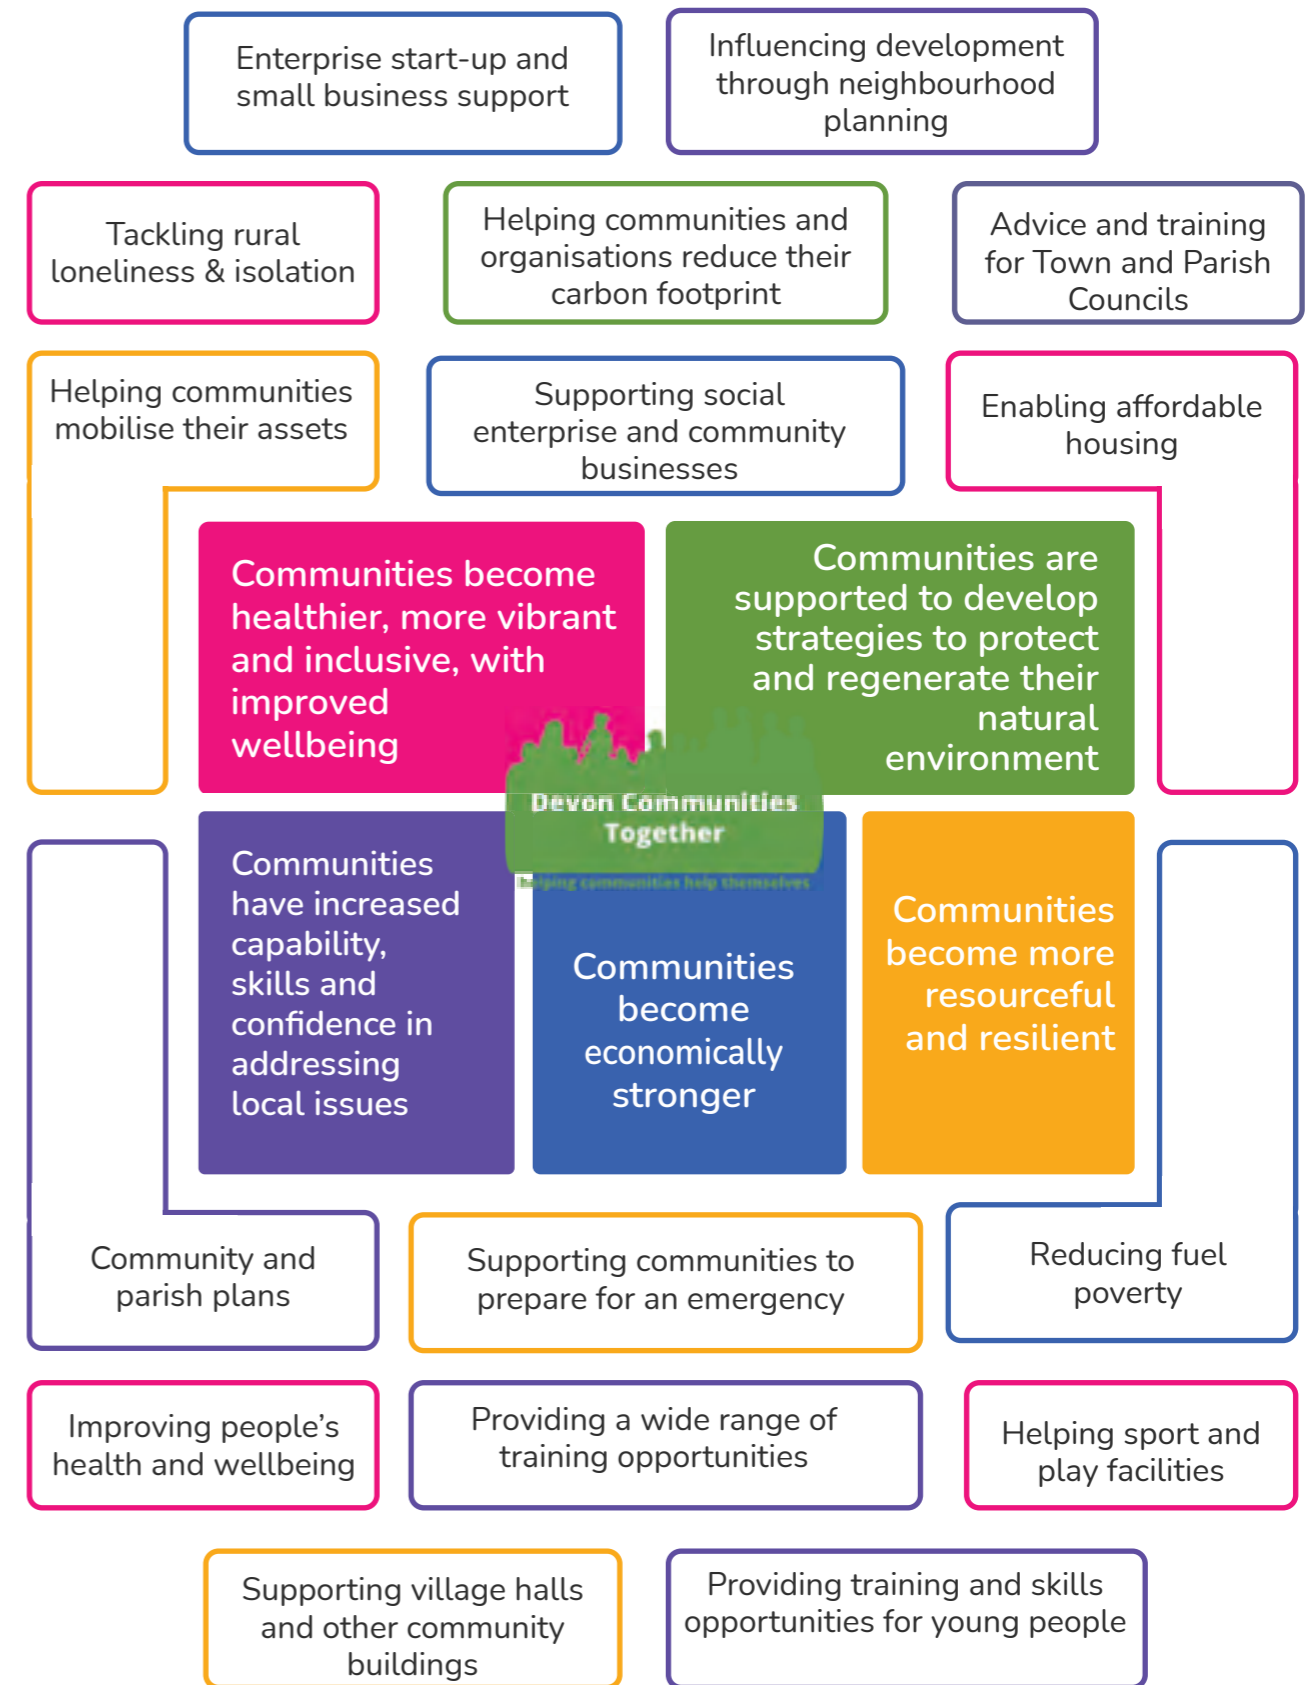 Enterprise start-up and
small business support
Influencing development
through neighbourhood
planning
Tackling rural
loneliness & isolation
Helping communities and
organisations reduce their
carbon footprint
Advice and training
for Town and Parish
Councils
Helping communities
mobilise their assets
Supporting social
enterprise and community
businesses
Enabling affordable
housing
Communities become
healthier, more vibrant
and inclusive, with
improved
wellbeing
Communities are
supported to develop
strategies to protect
and regenerate their
natural
environment
Devon Communities
Together
helping communities help themselves
Communities
have increased
capability,
skills and
confidence in
addressing
local issues
Communities
become
economically
stronger
Communities
become more
resourceful
and resilient
Community and
parish plans
Supporting communities to
prepare for an emergency
Reducing fuel
poverty
Improving people’s
health and wellbeing
Providing a wide range of
training opportunities
Helping sport and
play facilities
Supporting village halls
and other community
buildings
Providing training and skills
opportunities for young people